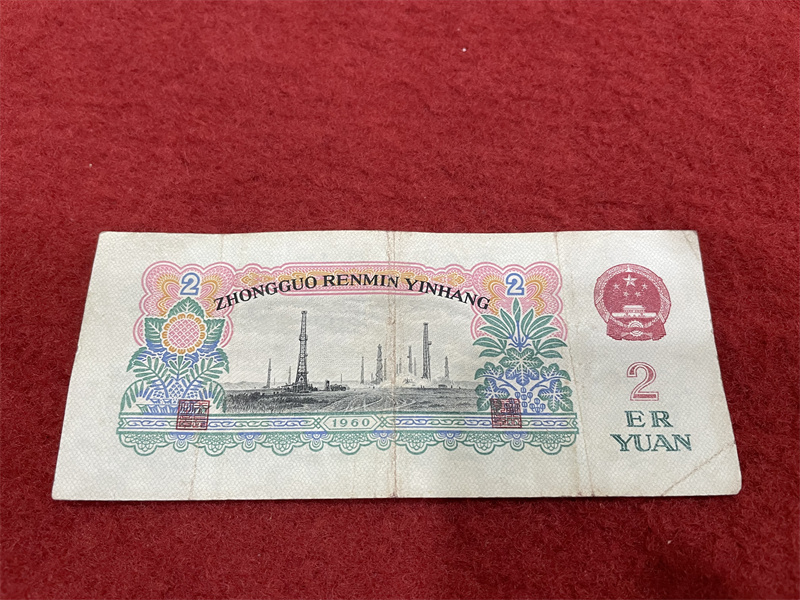 2 2
ZHONGGUO RENMIN YINHANG
1960
2
ER
YUAN